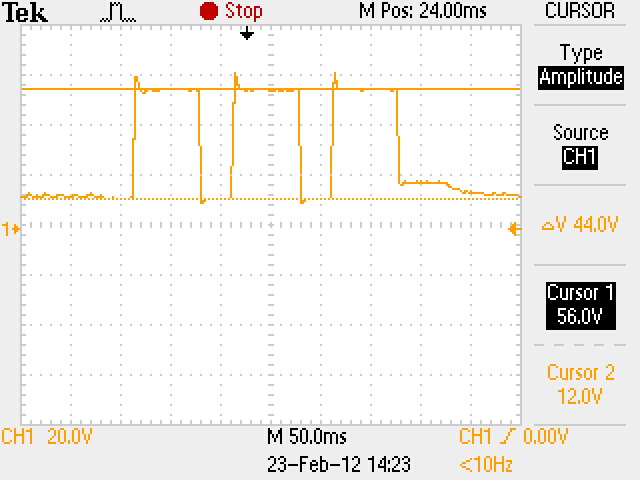 Tek Stop M Pos: 24.00ms CURSOR
Type
Amplitude
Source
CH1
1
△V 44.0V
Cursor 1
56.0V
Cursor 2
12.0V
CH1 20.0V M 50.0ms CH1 0.00V
23-Feb-12 14:23 <10Hz